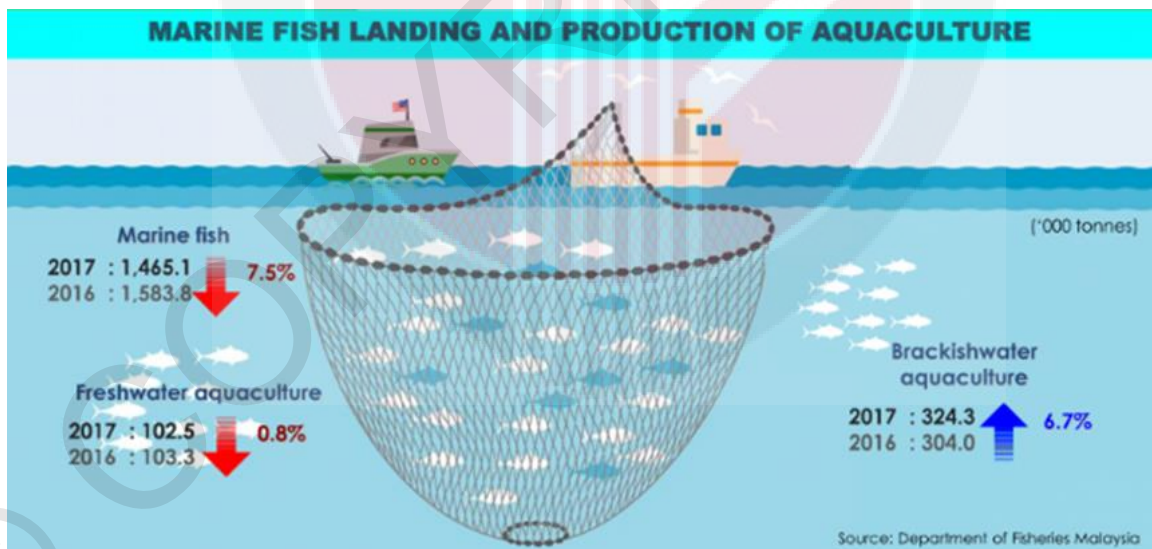 MARINE FISH LANDING AND PRODUCTION OF AQUACULTURE
('000 tonnes)
Marine fish
2017 : 1,465.1
2016 : 1,583.8
7.5%
Freshwater aquaculture
2017 : 102.5
2016 : 103.3
0.8%
Brackishwater
aquaculture
2017 : 324.3
2016 : 304.0
6.7%
Source: Department of Fisheries Malaysia
COPYR